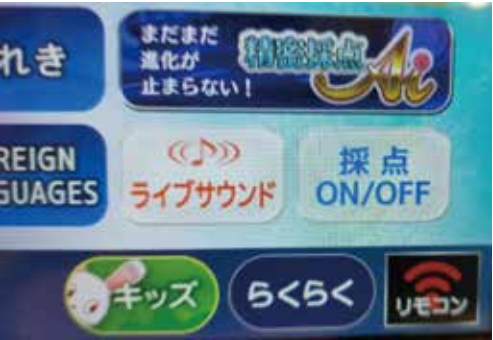 れき
まだまだ
進化が
止まらない!
精密採点Ai
REIGN
GUAGES
ライブサウンド
採点
ON/OFF
キッズ
らくらく
リモコン